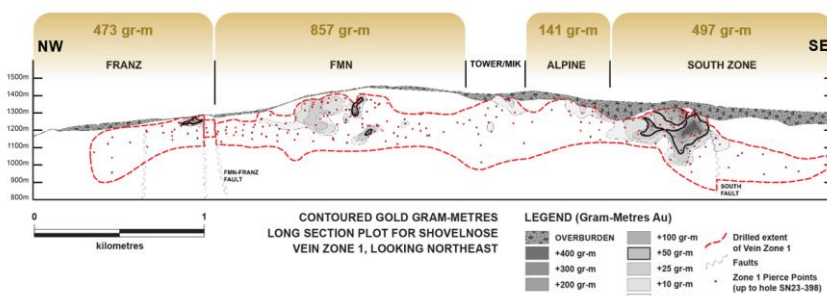 473 gr-m
857 gr-m
141 gr-m
497 gr-m
NW
SE
FRANZ
FMN
TOWER/MIK
ALPINE
SOUTH ZONE
1500m
1400m
1300m
1200m
1100m
1000m
900m
800m
FMN-FRANZ
FAULT
SOUTH
FAULT
0
1
kilometres
CONTOURED GOLD GRAM-METRES
LONG SECTION PLOT FOR SHOVELNOSE
VEIN ZONE 1, LOOKING NORTHEAST
LEGEND (Gram-Metres Au)
OVERBURDEN
+400 gr-m
+300 gr-m
+200 gr-m
+100 gr-m
+50 gr-m
+25 gr-m
+10 gr-m
Drilled extent
of Vein Zone 1
Faults
Zone 1 Pierce Points
(up to hole SN23-398)